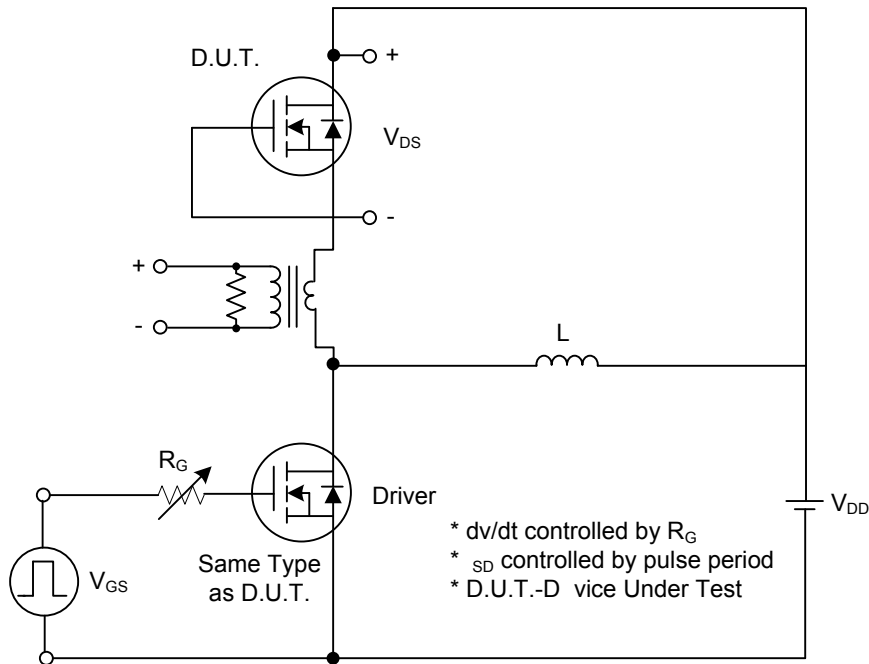 D.U.T.
+
VDS
-
+
-
L
RG
Driver
VDD
VGS
Same Type
as D.U.T.
* dv/dt controlled by RG
* SD controlled by pulse period
* D.U.T.-D vice Under Test